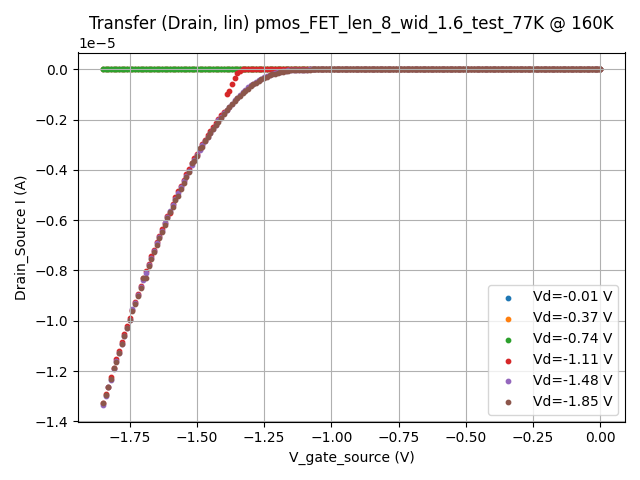 Transfer (Drain, lin) pmos_FET_len_8_wid_1.6_test_77K @ 160K
1e−5
0.0
−0.2
−0.4
−0.6
−0.8
−1.0
−1.2
−1.4
Drain_Source I (A)
Vd=-0.01 V
Vd=-0.37 V
Vd=-0.74 V
Vd=-1.11 V
Vd=-1.48 V
Vd=-1.85 V
−1.75 −1.50 −1.25 −1.00 −0.75 −0.50 −0.25 0.00
V_gate_source (V)